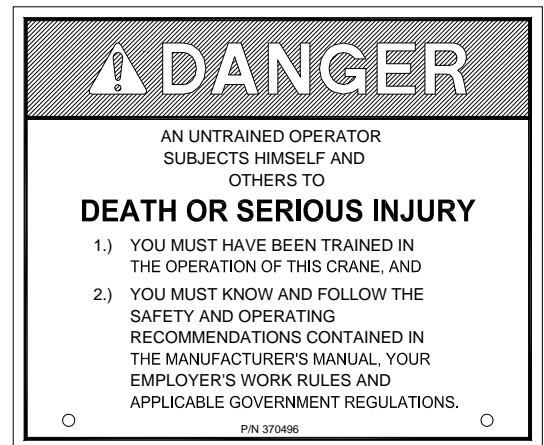 DANGER
AN UNTRAINED OPERATOR
SUBJECTS HIMSELF AND
OTHERS TO
DEATH OR SERIOUS INJURY
1.) YOU MUST HAVE BEEN TRAINED IN
THE OPERATION OF THIS CRANE, AND
2.) YOU MUST KNOW AND FOLLOW THE
SAFETY AND OPERATING
RECOMMENDATIONS CONTAINED IN
THE MANUFACTURER'S MANUAL, YOUR
EMPLOYER'S WORK RULES AND
APPLICABLE GOVERNMENT REGULATIONS.
P/N 370496